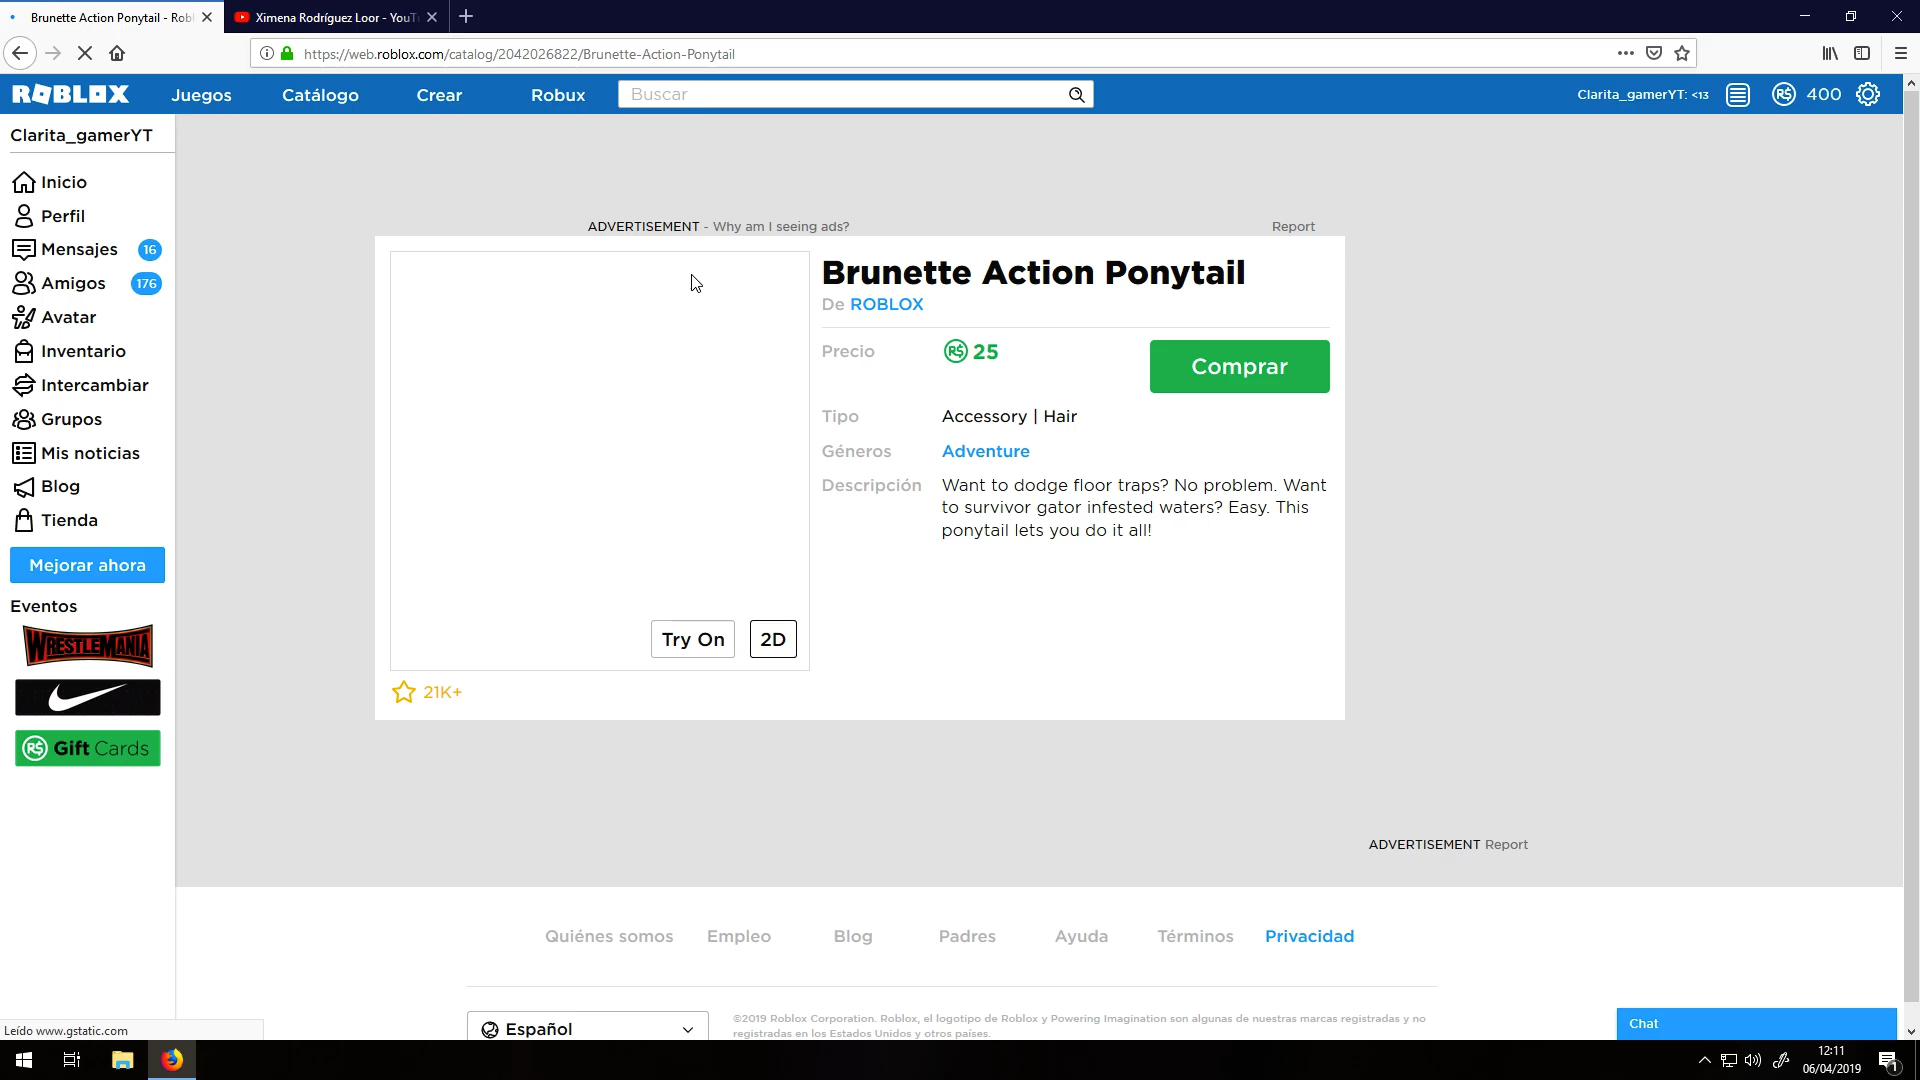 Brunette Action Ponytail - Robl
Ximena Rodríguez Loor - YouT
https://web.roblox.com/catalog/2042026822/Brunette-Action-Ponytail
ROBLOX
Juegos
Catálogo
Crear
Robux
Buscar
Clarita_gamerYT: <13
R$ 400
Clarita_gamerYT
Inicio
Perfil
Mensajes 16
Amigos 176
Avatar
Inventario
Intercambiar
Grupos
Mis noticias
Blog
Tienda
Mejorar ahora
Eventos
WRESTLEMANIA
R$ Gift Cards
ADVERTISEMENT - Why am I seeing ads?
Report
Brunette Action Ponytail
De ROBLOX
Precio
R$ 25
Comprar
Tipo
Accessory | Hair
Géneros
Adventure
Descripción
Want to dodge floor traps? No problem. Want
to survivor gator infested waters? Easy. This
ponytail lets you do it all!
Try On
2D
21K+
ADVERTISEMENT Report
Quiénes somos
Empleo
Blog
Padres
Ayuda
Términos
Privacidad
Español
©2019 Roblox Corporation. Roblox, el logotipo de Roblox y Powering Imagination son algunas de nuestras marcas registradas y no
registradas en los Estados Unidos y otros países.
Chat
Leído www.gstatic.com
12:11
06/04/2019
1